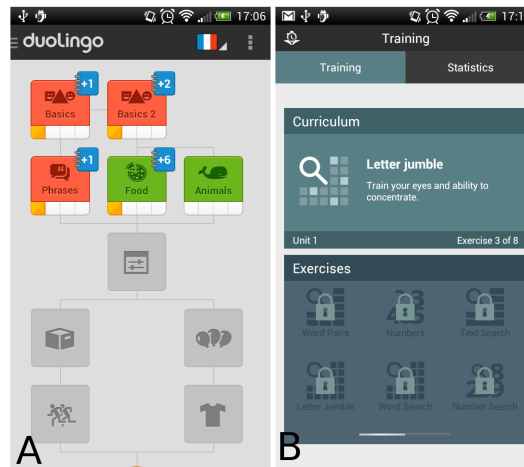 17:06
duolingo
+1 +2
Basics Basics 2
+1 +6
Phrases Food Animals
A
17:1
Training
Training Statistics
Curriculum
Letter jumble
Train your eyes and ability to
concentrate.
Unit 1 Exercise 3 of 8
Exercises
Word Pairs Numbers Text Search
Letter Jumble Word Search Number Search
B